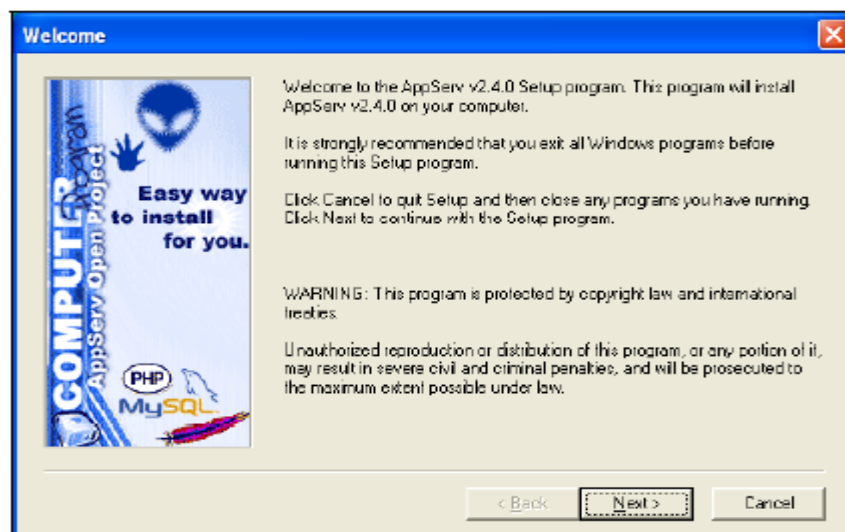 Welcome
Welcome to the AppServ v2.4.0 Setup program. This program will install
AppServ v2.4.0 on your computer.
It is strongly recommended that you exit all Windows programs before
running this Setup program.
Click Cancel to quit Setup and then close any programs you have running.
Click Next to continue with the Setup program.
WARNING: This program is protected by copyright law and international
treaties.
Unauthorized reproduction or distribution of this program, or any portion of it,
may result in severe civil and criminal penalties, and will be prosecuted to
the maximum extent possible under law.
COMPUTER
Program
AppServ Open Project
Easy way
to install
for you.
PHP
MySQL
< Back
Next >
Cancel